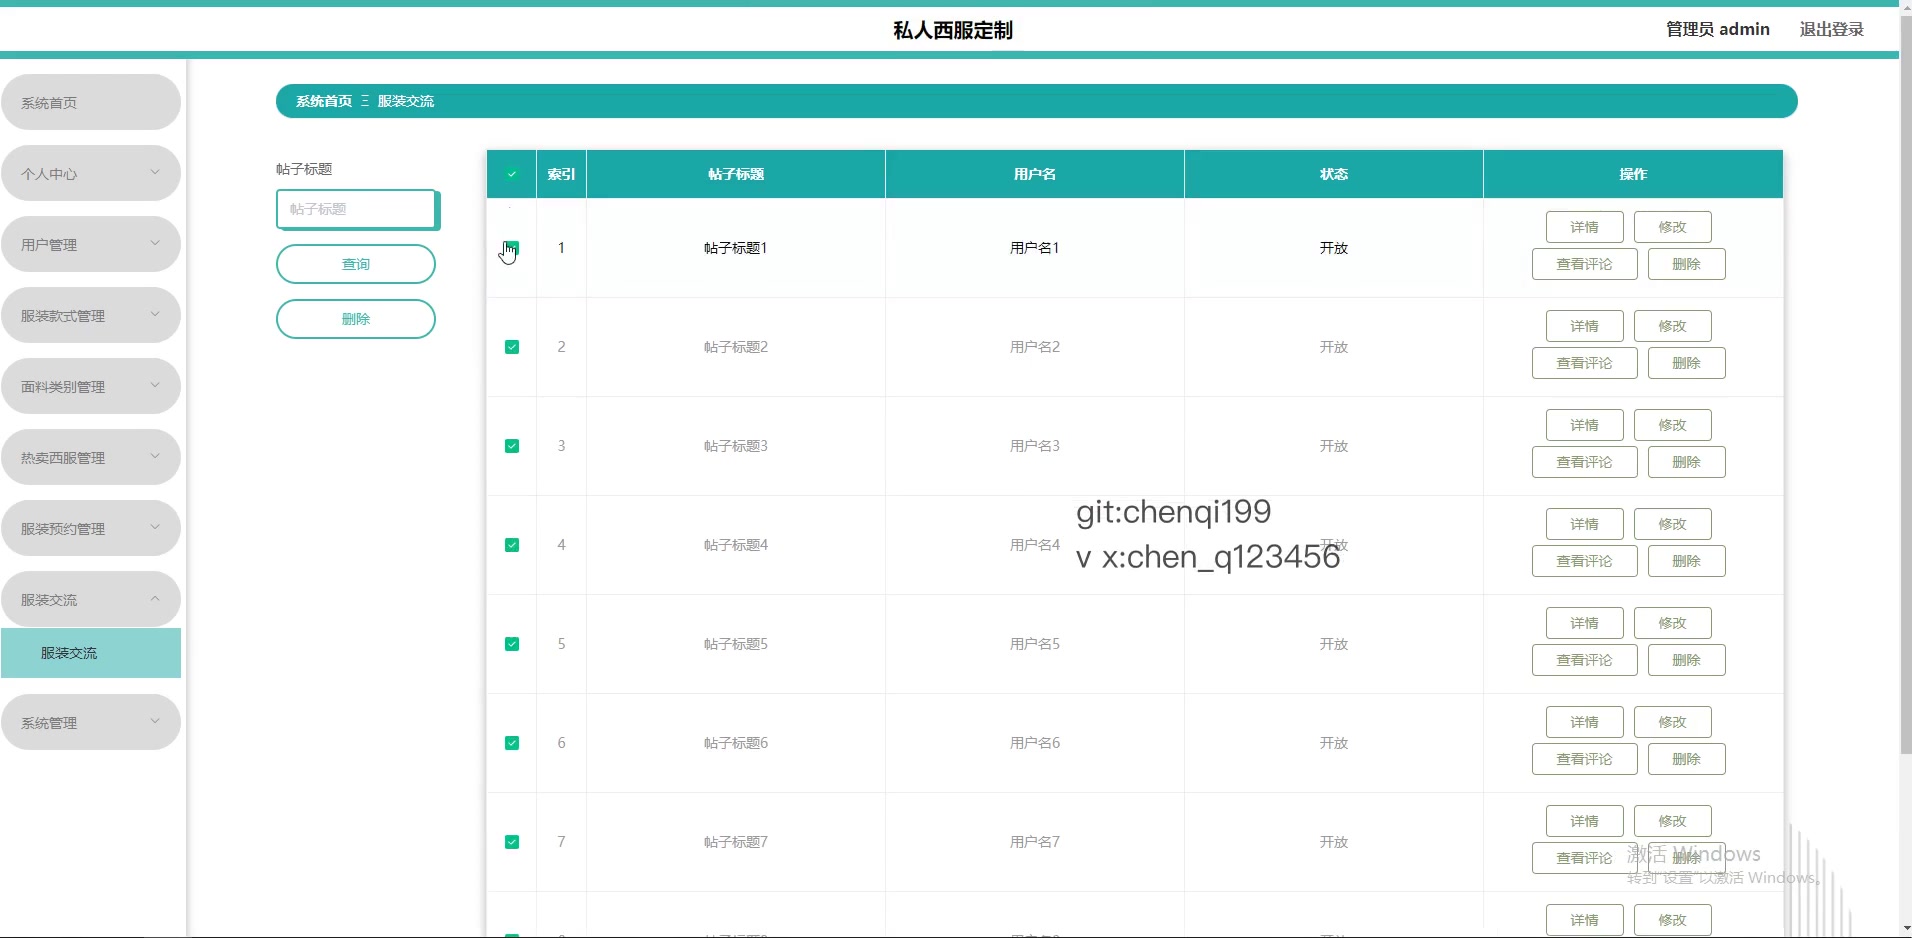 私人西服定制
管理员 admin
退出登录
系统首页
个人中心
用户管理
服装款式管理
面料类别管理
热卖西服管理
服装预约管理
服装交流
服装交流
系统管理
系统首页 Ξ 服装交流
帖子标题
帖子标题
查询
删除
索引 帖子标题 用户名 状态 操作
1 帖子标题1 用户名1 开放
详情 修改
查看评论 删除
2 帖子标题2 用户名2 开放
详情 修改
查看评论 删除
3 帖子标题3 用户名3 开放
详情 修改
查看评论 删除
4 帖子标题4 用户名4 开放
详情 修改
查看评论 删除
5 帖子标题5 用户名5 开放
详情 修改
查看评论 删除
6 帖子标题6 用户名6 开放
详情 修改
查看评论 删除
7 帖子标题7 用户名7 开放
详情 修改
查看评论 删除
详情 修改
git:chenqi199
v x:chen_q123456
激活 Windows
转到"设置"以激活 Windows。